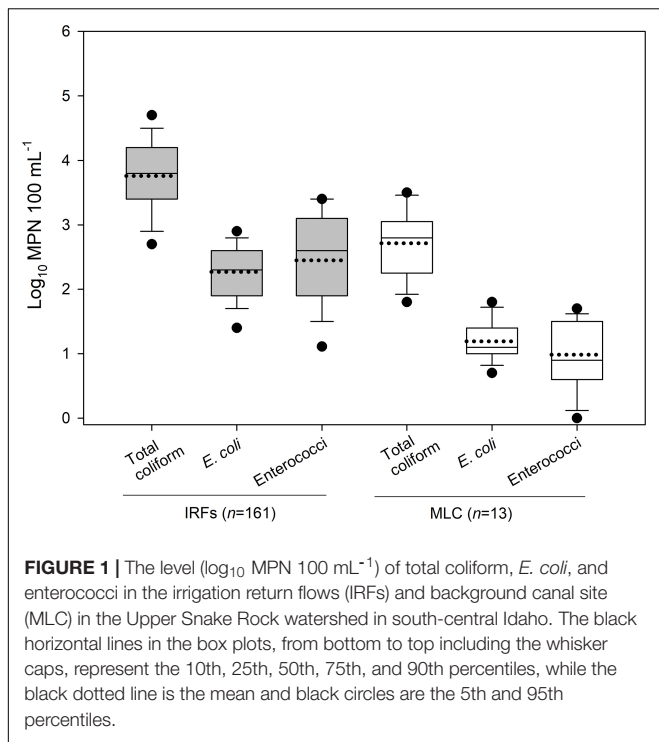 6
5
4
3
2
1
0
Log₁₀ MPN 100 mL⁻¹
Total coliform
E. coli
Enterococci
Total coliform
E. coli
Enterococci
IRFs (n=161)
MLC (n=13)
FIGURE 1 | The level (log₁₀ MPN 100 mL⁻¹) of total coliform, E. coli, and
enterococci in the irrigation return flows (IRFs) and background canal site
(MLC) in the Upper Snake Rock watershed in south-central Idaho. The black
horizontal lines in the box plots, from bottom to top including the whisker
caps, represent the 10th, 25th, 50th, 75th, and 90th percentiles, while the
black dotted line is the mean and black circles are the 5th and 95th
percentiles.